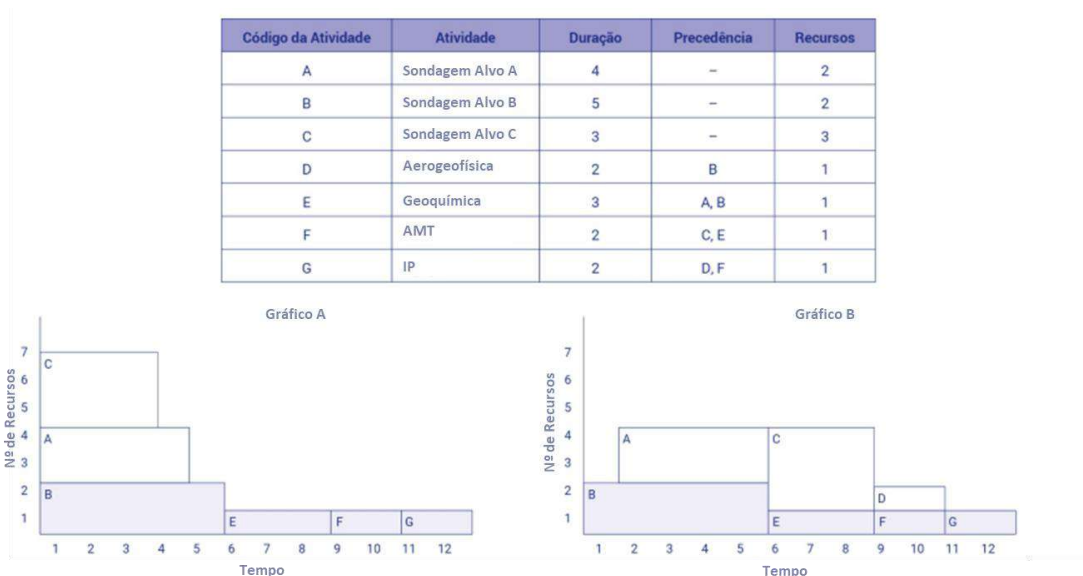 Código da Atividade Atividade Duração Precedência Recursos
A Sondagem Alvo A 4 – 2
B Sondagem Alvo B 5 – 2
C Sondagem Alvo C 3 – 3
D Aerogeofísica 2 B 1
E Geoquímica 3 A, B 1
F AMT 2 C, E 1
G IP 2 D, F 1
Gráfico A
Nº de Recursos
7
6
5
4
3
2
1
C
A
B
E F G
1 2 3 4 5 6 7 8 9 10 11 12
Tempo
Gráfico B
Nº de Recursos
7
6
5
4
3
2
1
A C
B D
E F G
1 2 3 4 5 6 7 8 9 10 11 12
Tempo